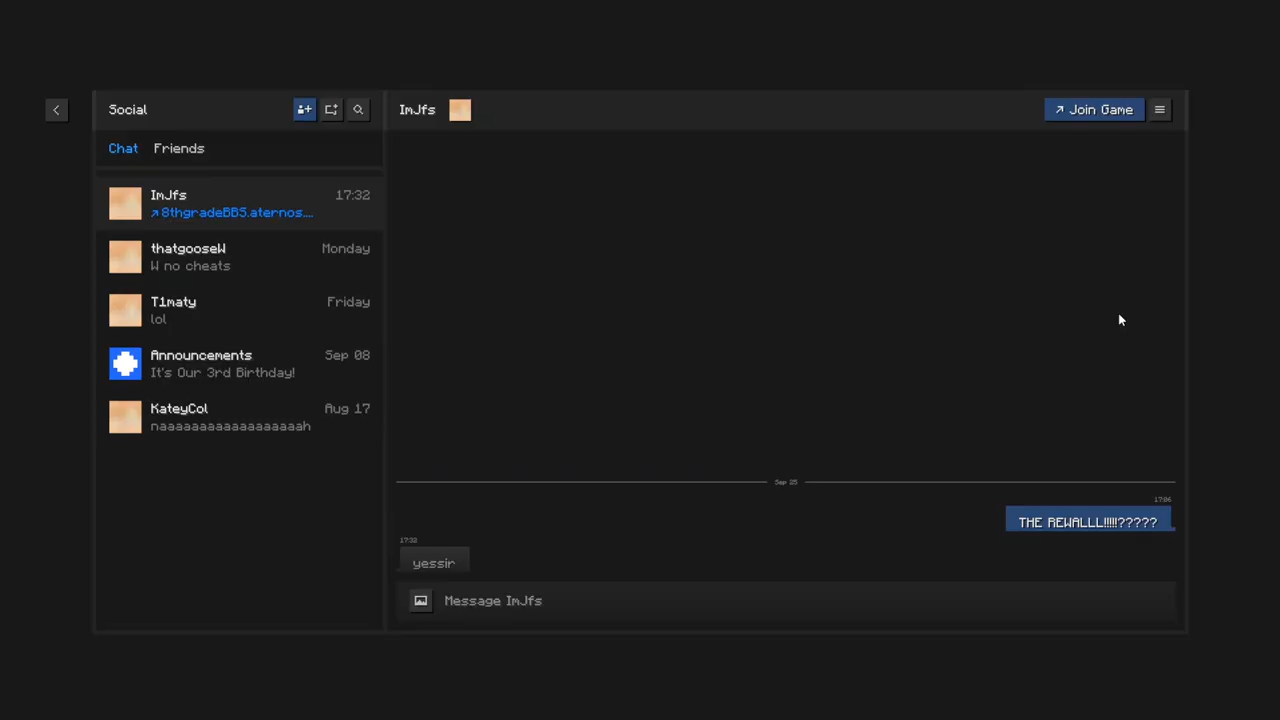 Social
Chat Friends
ImJfs 17:32
8thgradeBBS.aternos....
thatgooseW Monday
W no cheats
T1maty Friday
lol
Announcements Sep 08
It's Our 3rd Birthday!
KateyCol Aug 17
naaaaaaaaaaaaaaaaaah
ImJfs
Join Game
Sep 25
17:06
THE REWALLL!!!!!?????
17:32
yessir
Message ImJfs